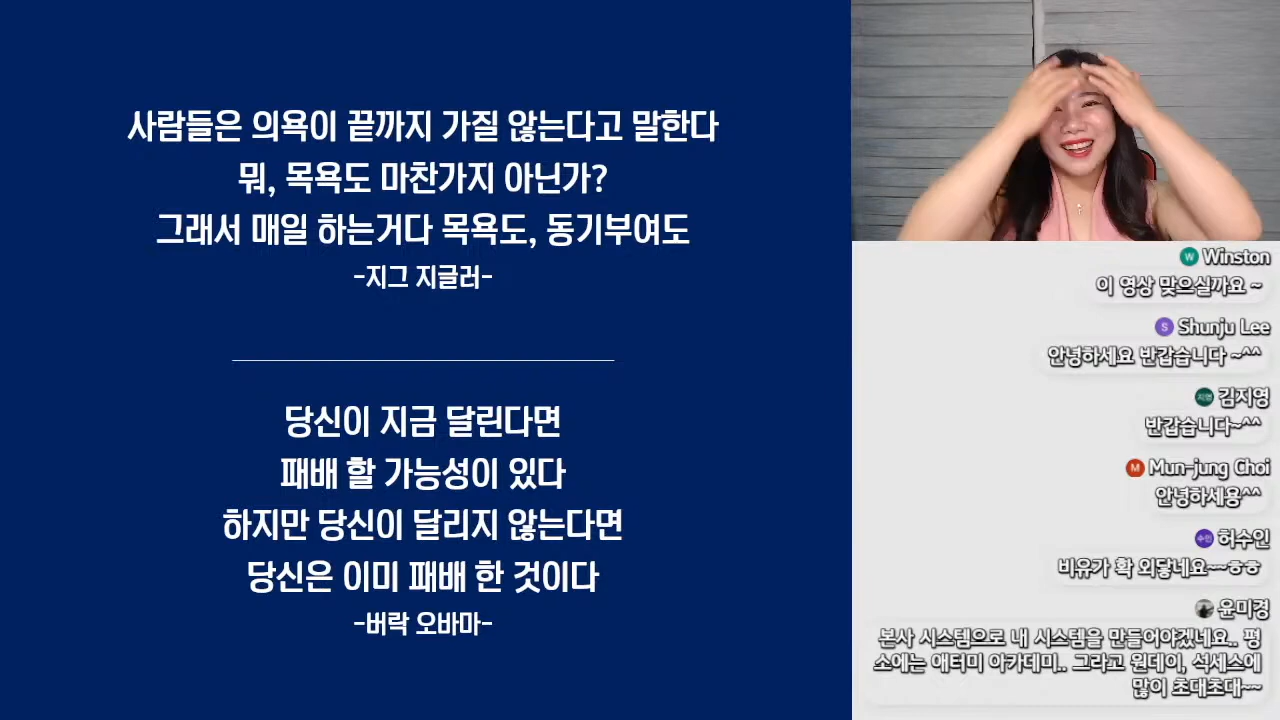 사람들은 의욕이 끝까지 가질 않는다고 말한다
뭐, 목욕도 마찬가지 아닌가?
그래서 매일 하는거다 목욕도, 동기부여도
-지그 지글러-
당신이 지금 달린다면
패배 할 가능성이 있다
하지만 당신이 달리지 않는다면
당신은 이미 패배 한 것이다
-버락 오바마-
W Winston
이 영상 맞으실까요 ~
S Shunju Lee
안녕하세요 반갑습니다 ~^^
지영 김지영
반갑습니다~^^
M Mun-jung Choi
안녕하세용^^
수인 허수인
비유가 확 와닿네요~~ㅎㅎ
윤미경
본사 시스템으로 내 시스템을 만들어야겠네요.. 평
소에는 애터미 아카데미.. 그라고 원데이, 석세스에
많이 초대초대~~